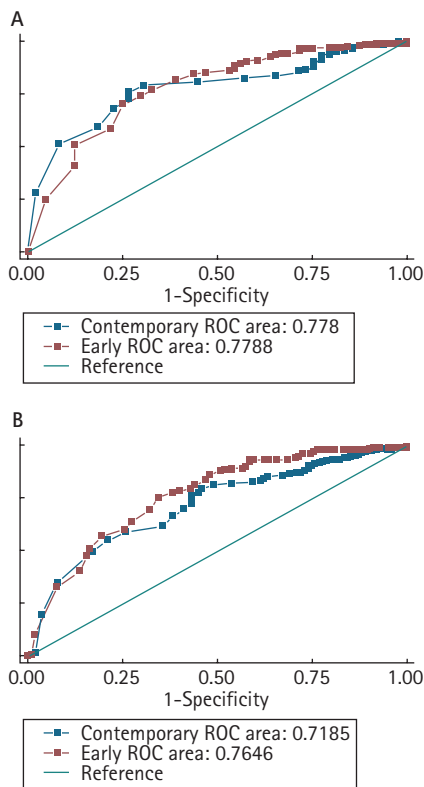 A
0.00 0.25 0.50 0.75 1.00
1-Specificity
Contemporary ROC area: 0.778
Early ROC area: 0.7788
Reference
B
0.00 0.25 0.50 0.75 1.00
1-Specificity
Contemporary ROC area: 0.7185
Early ROC area: 0.7646
Reference